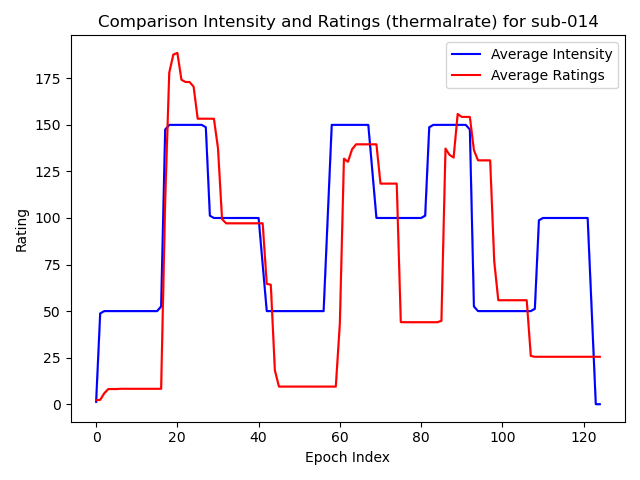 Comparison Intensity and Ratings (thermalrate) for sub-014
Average Intensity
Average Ratings
Rating
175
150
125
100
75
50
25
0
0 20 40 60 80 100 120
Epoch Index